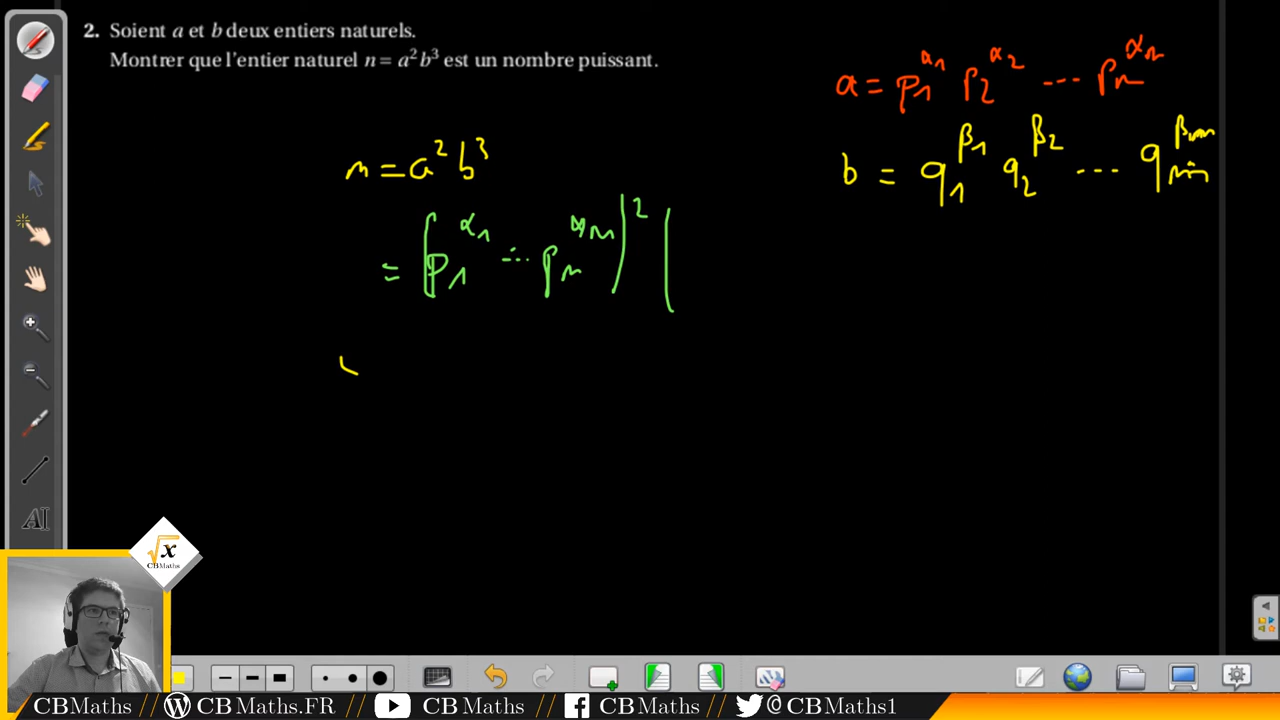 2. Soient a et b deux entiers naturels.
Montrer que l'entier naturel n = a²b³ est un nombre puissant.
a = p₁^α₁ p₂^α₂ ... pₙ^αₙ
b = q₁^β₁ q₂^β₂ ... qₘ^βₘ
n = a² b³
= (p₁^α₁ ... pₙ^αₙ)² (
AI
√x
CBMaths
CBMaths CBMaths.FR CBMaths CBMaths @CBMaths1